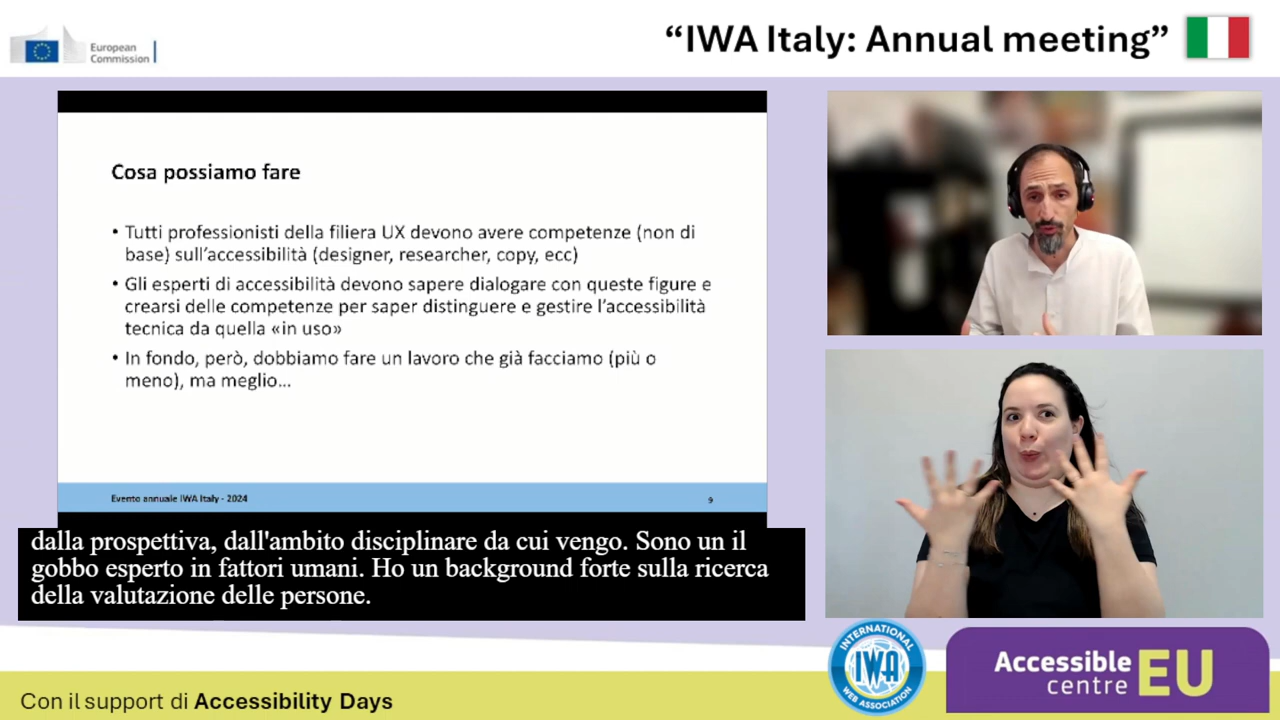 European
Commission
“IWA Italy: Annual meeting”
Cosa possiamo fare
• Tutti professionisti della filiera UX devono avere competenze (non di
base) sull’accessibilità (designer, researcher, copy, ecc)
• Gli esperti di accessibilità devono sapere dialogare con queste figure e
crearsi delle competenze per saper distinguere e gestire l’accessibilità
tecnica da quella «in uso»
• In fondo, però, dobbiamo fare un lavoro che già facciamo (più o
meno), ma meglio...
Evento annuale IWA Italy - 2024
9
dalla prospettiva, dall'ambito disciplinare da cui vengo. Sono un il
gobbo esperto in fattori umani. Ho un background forte sulla ricerca
della valutazione delle persone.
INTERNATIONAL
IWA
WEB ASSOCIATION
Accessible
centre
EU
Con il support di Accessibility Days